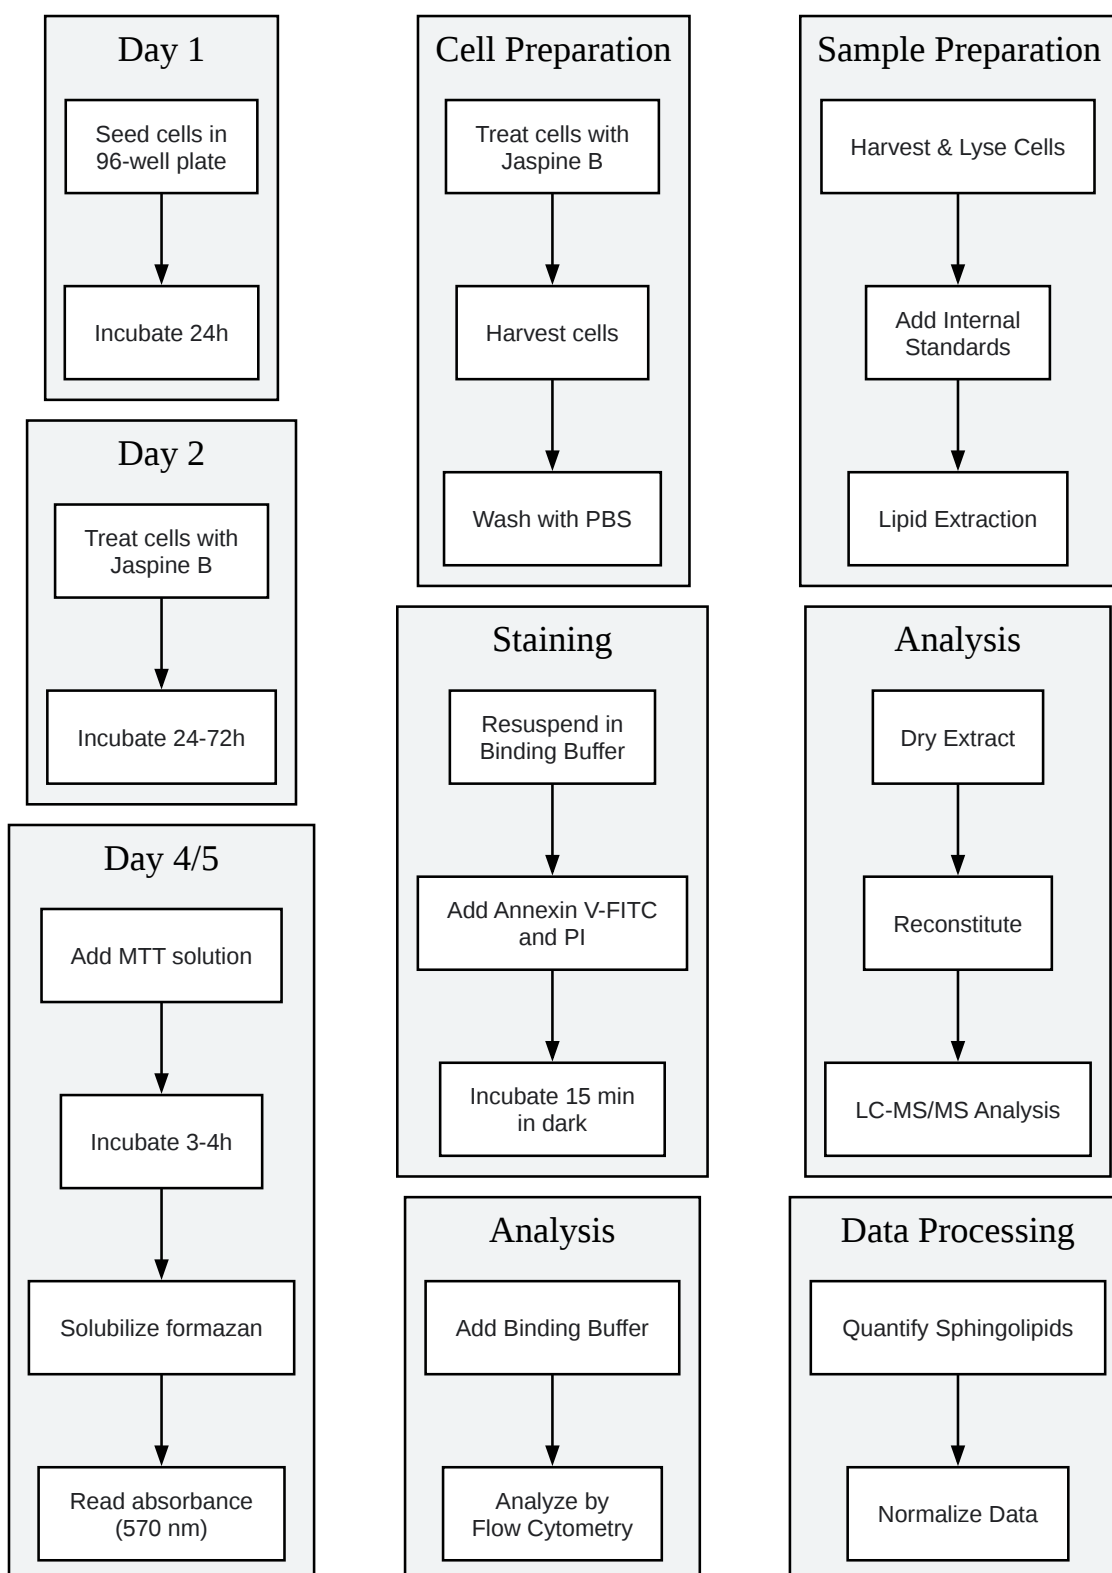 Day 1
Seed cells in
96-well plate
Incubate 24h
Day 2
Treat cells with
Jaspine B
Incubate 24-72h
Day 4/5
Add MTT solution
Incubate 3-4h
Solubilize formazan
Read absorbance
(570 nm)
Cell Preparation
Treat cells with
Jaspine B
Harvest cells
Wash with PBS
Staining
Resuspend in
Binding Buffer
Add Annexin V-FITC
and PI
Incubate 15 min
in dark
Analysis
Add Binding Buffer
Analyze by
Flow Cytometry
Sample Preparation
Harvest & Lyse Cells
Add Internal
Standards
Lipid Extraction
Analysis
Dry Extract
Reconstitute
LC-MS/MS Analysis
Data Processing
Quantify Sphingolipids
Normalize Data